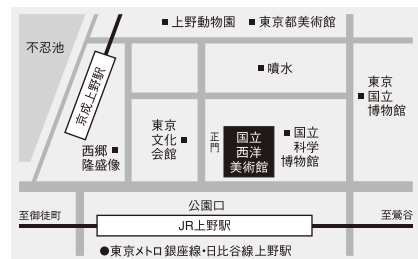 ■ 上野動物園
■ 東京都美術館
不忍池
京成上野駅
■ 噴水
東京
■ 国立
博物館
東京
文化 ■
会館
正門
国立
西洋
美術館
■ 国立
科学
博物館
西郷 ■
隆盛像
公園口
至御徒町
JR上野駅
至鶯谷
●東京メトロ 銀座線・日比谷線 上野駅